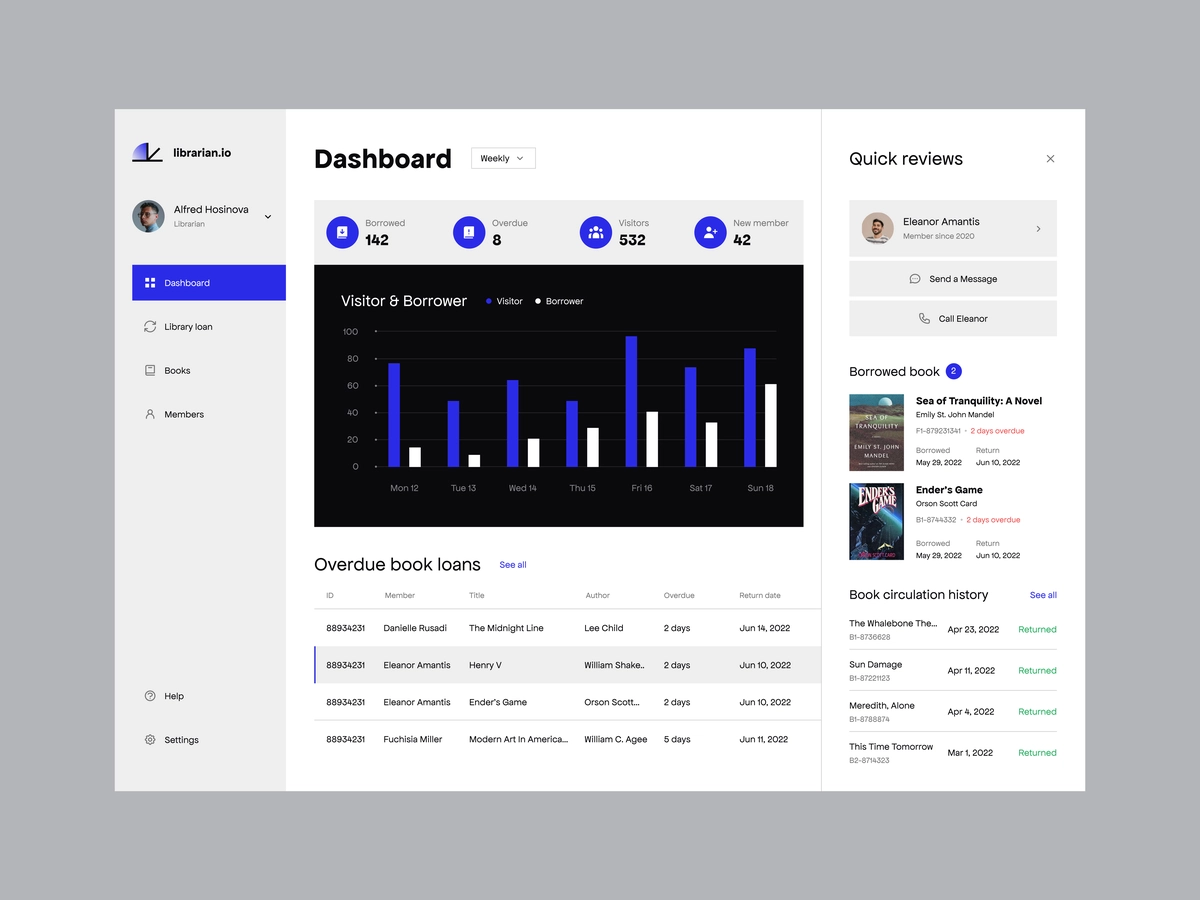 librarian.io
Alfred Hosinova
Librarian
Dashboard
Library loan
Books
Members
Help
Settings
Dashboard
Weekly
Borrowed
142
Overdue
8
Visitors
532
New member
42
Visitor & Borrower
Visitor
Borrower
100
80
60
40
20
0
Mon 12 Tue 13 Wed 14 Thu 15 Fri 16 Sat 17 Sun 18
Overdue book loans
See all
ID Member Title Author Overdue Return date
88934231 Danielle Rusadi The Midnight Line Lee Child 2 days Jun 14, 2022
88934231 Eleanor Amantis Henry V William Shake.. 2 days Jun 10, 2022
88934231 Eleanor Amantis Ender's Game Orson Scott... 2 days Jun 10, 2022
88934231 Fuchisia Miller Modern Art In America... William C. Agee 5 days Jun 11, 2022
Quick reviews
Eleanor Amantis
Member since 2020
Send a Message
Call Eleanor
Borrowed book 2
SEA OF
TRANQUILITY
EMILY ST. JOHN
MANDEL
Sea of Tranquility: A Novel
Emily St. John Mandel
F1-879231341 • 2 days overdue
Borrowed Return
May 29, 2022 Jun 10, 2022
ENDER'S
GAME
ORSON SCOTT CARD
Ender's Game
Orson Scott Card
B1-8744332 • 2 days overdue
Borrowed Return
May 29, 2022 Jun 10, 2022
Book circulation history
See all
The Whalebone The... Apr 23, 2022 Returned
B1-8736628
Sun Damage Apr 11, 2022 Returned
B1-87221123
Meredith, Alone Apr 4, 2022 Returned
B1-8788874
This Time Tomorrow Mar 1, 2022 Returned
B2-8714323